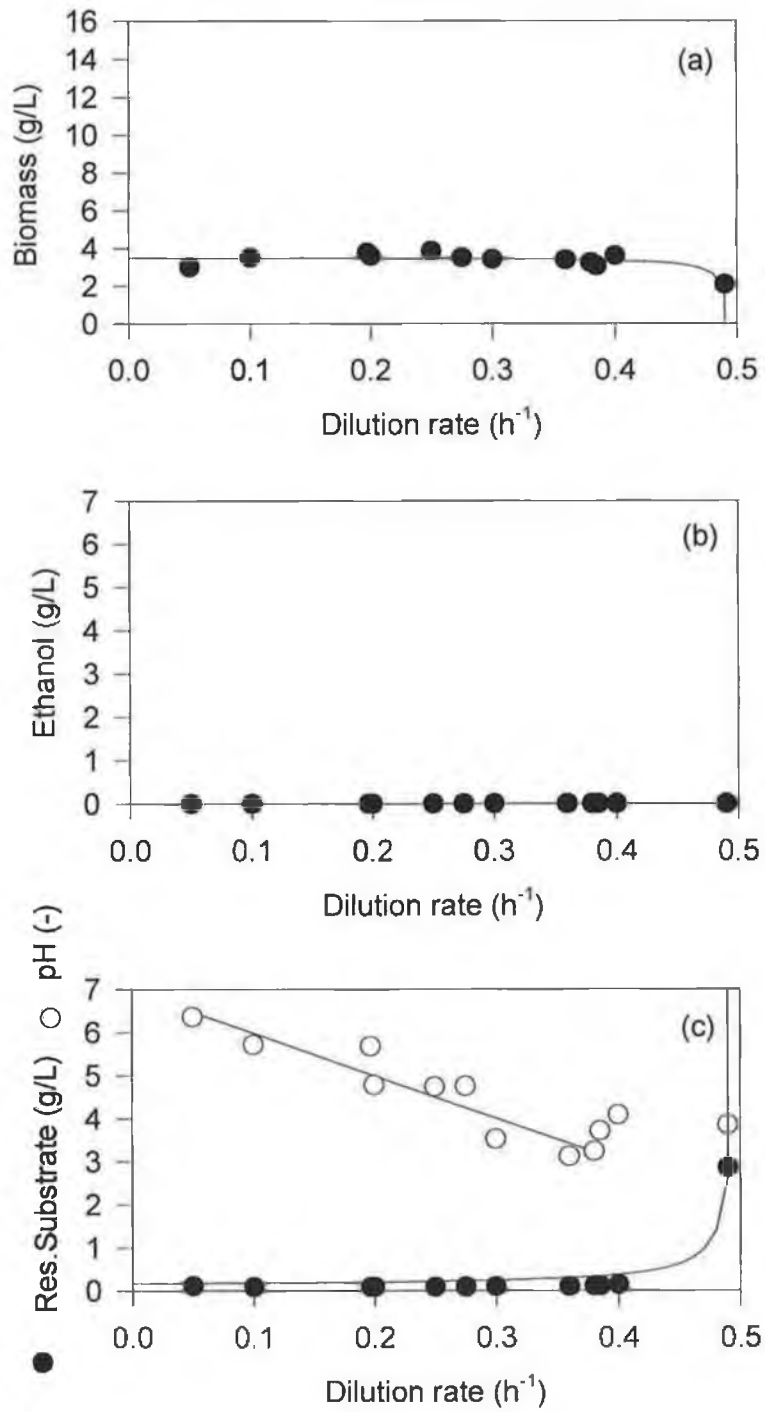 Biomass (g/L)
16
14
12
10
8
6
4
2
0
(a)
0.0 0.1 0.2 0.3 0.4 0.5
Dilution rate (h-1)
Ethanol (g/L)
7
6
5
4
3
2
1
0
(b)
0.0 0.1 0.2 0.3 0.4 0.5
Dilution rate (h-1)
● Res.Substrate (g/L) ○ pH (-)
7
6
5
4
3
2
1
0
(c)
0.0 0.1 0.2 0.3 0.4 0.5
Dilution rate (h-1)